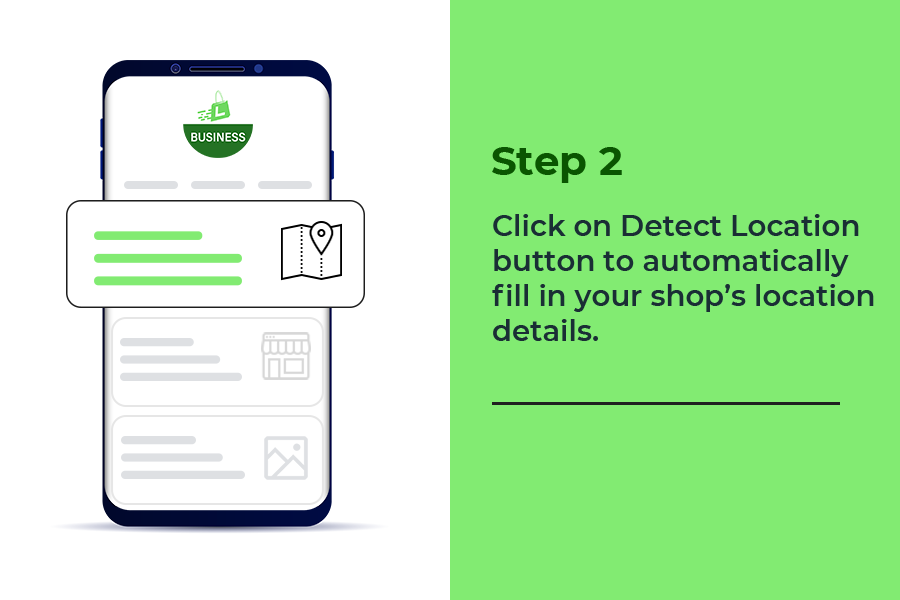 L
BUSINESS
Step 2
Click on Detect Location
button to automatically
fill in your shop’s location
details.